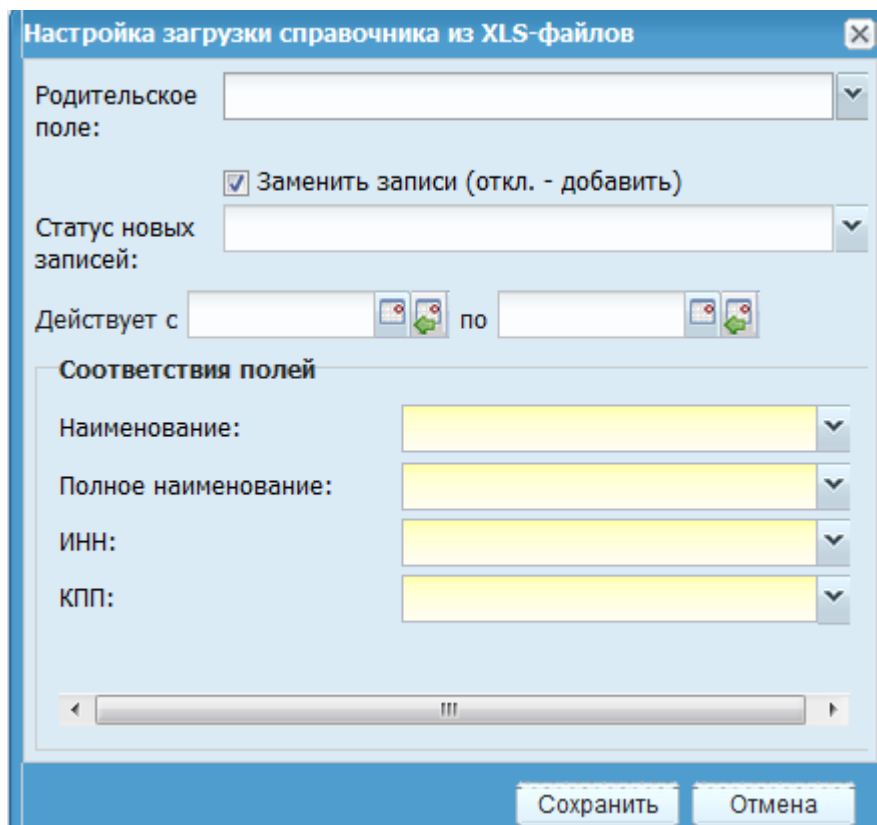 Настройка загрузки справочника из XLS-файлов
Родительское
поле:
Заменить записи (откл. - добавить)
Статус новых
записей:
Действует с по
Соответствия полей
Наименование:
Полное наименование:
ИНН:
КПП:
Сохранить Отмена